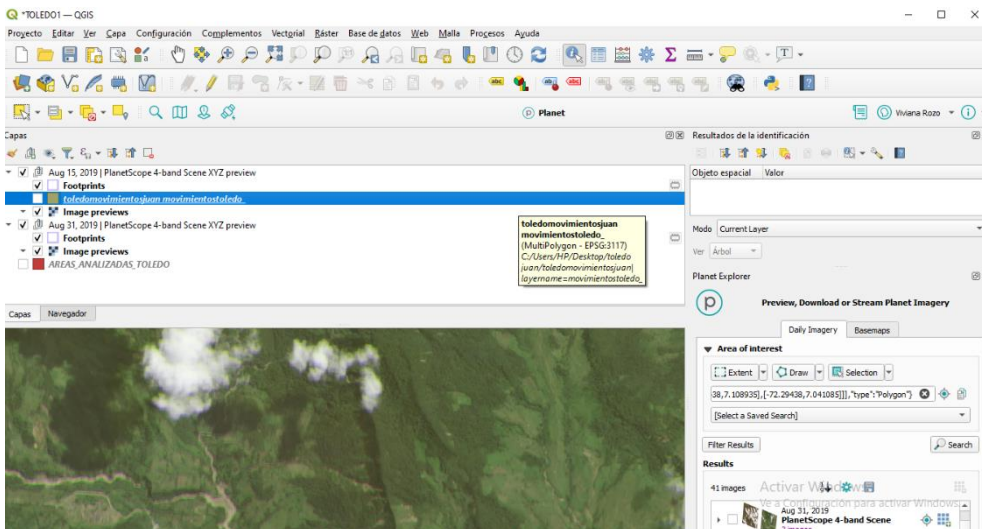 *TOLEDO1 — QGIS
Proyecto Editar Ver Capa Configuración Complementos Vectorial Ráster Base de datos Web Malla Procesos Ayuda
Planet
Viviana Rozo
Capas
Resultados de la identificación
Objeto espacial Valor
Aug 15, 2019 | PlanetScope 4-band Scene XYZ preview
Footprints
toledomovimientosjuan movimientostoledo_
Image previews
Aug 31, 2019 | PlanetScope 4-band Scene XYZ preview
Footprints
Image previews
AREAS_ANALIZADAS_TOLEDO
toledomovimientosjuan
movimientostoledo_
(MultiPolygon - EPSG:3117)
C:/Users/HP/Desktop/toledo
juan/toledomovimientosjuan|
layername=movimientostoledo_
Modo Current Layer
Ver Árbol
Planet Explorer
Preview, Download or Stream Planet Imagery
Capas Navegador
Daily Imagery Basemaps
Area of interest
Extent Draw Selection
38,7.108935],[-72.29438,7.041085]]],"type":"Polygon"}
[Select a Saved Search]
Filter Results Search
Results
41 images
Activar Windows
Ve a Configuración para activar Windows.
Aug 31, 2019
PlanetScope 4-band Scene
2 images